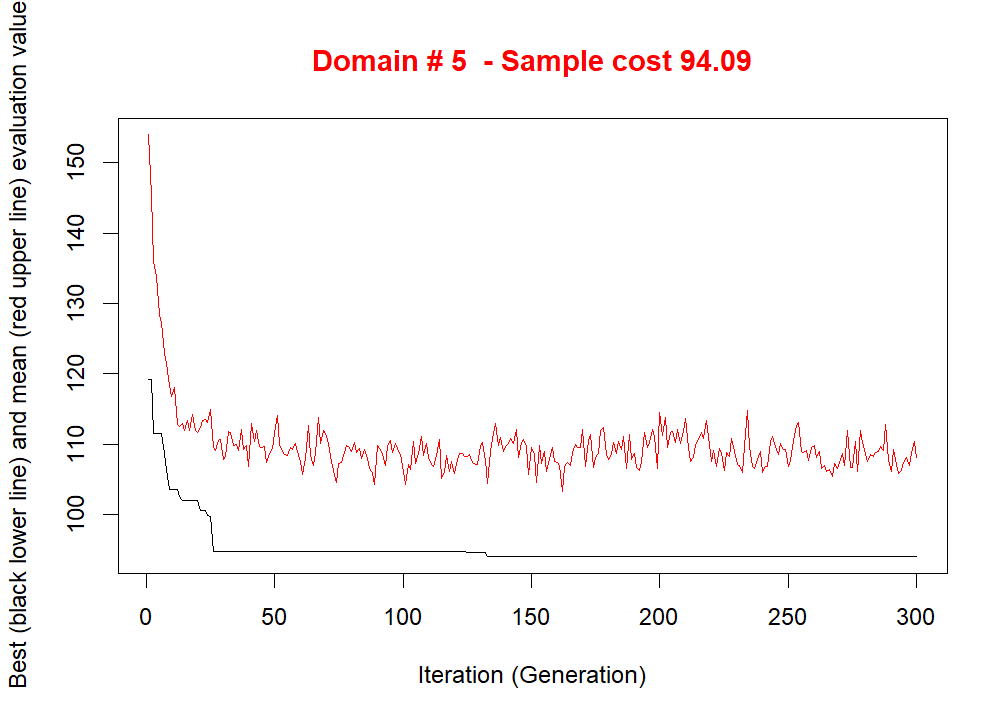 Domain # 5  - Sample cost 94.09
Best (black lower line) and mean (red upper line) evaluation value
150
140
130
120
110
100
0 50 100 150 200 250 300
Iteration (Generation)